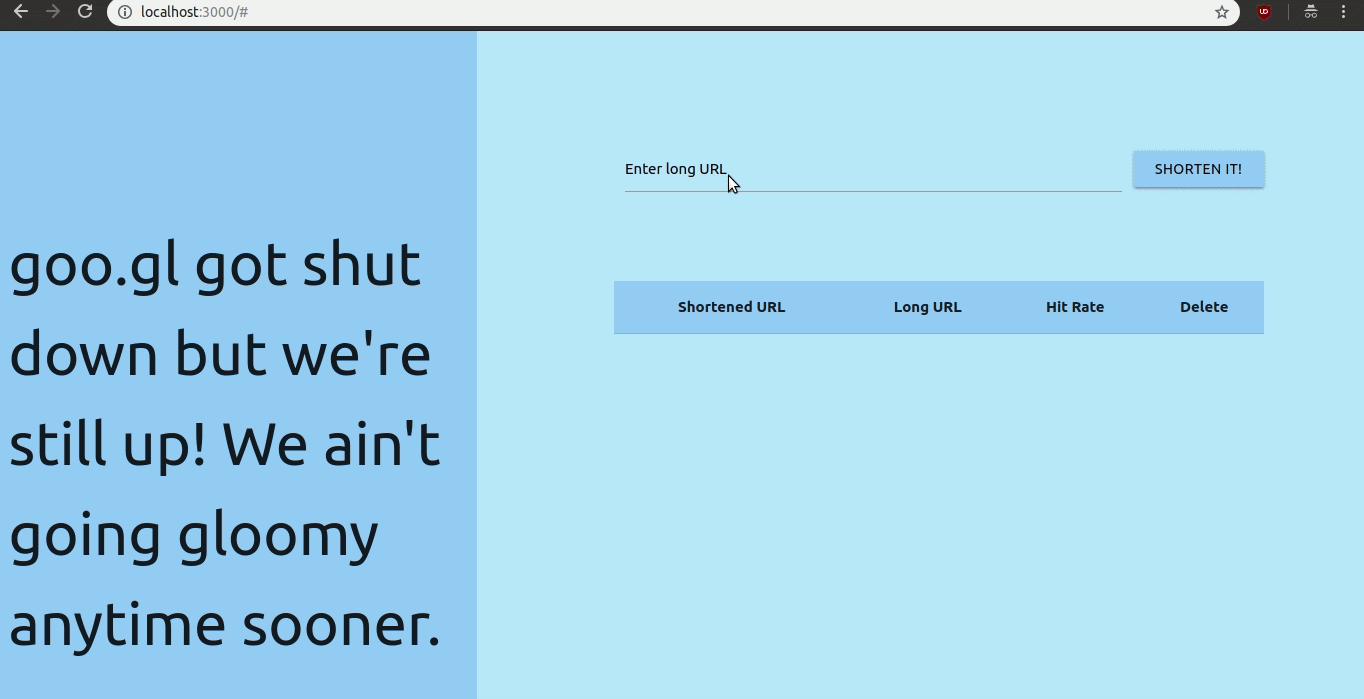 localhost:3000/#
goo.gl got shut
down but we're
still up! We ain't
going gloomy
anytime sooner.
Enter long URL
SHORTEN IT!
Shortened URL Long URL Hit Rate Delete